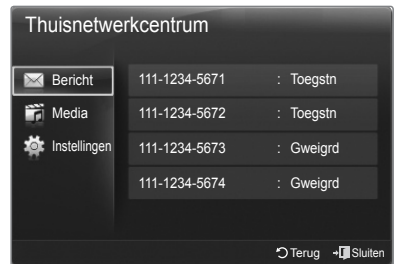 Thuisnetwerkcentrum
Bericht
Media
Instellingen
111-1234-5671 : Toegstn
111-1234-5672 : Toegstn
111-1234-5673 : Gweigrd
111-1234-5674 : Gweigrd
Terug Sluiten